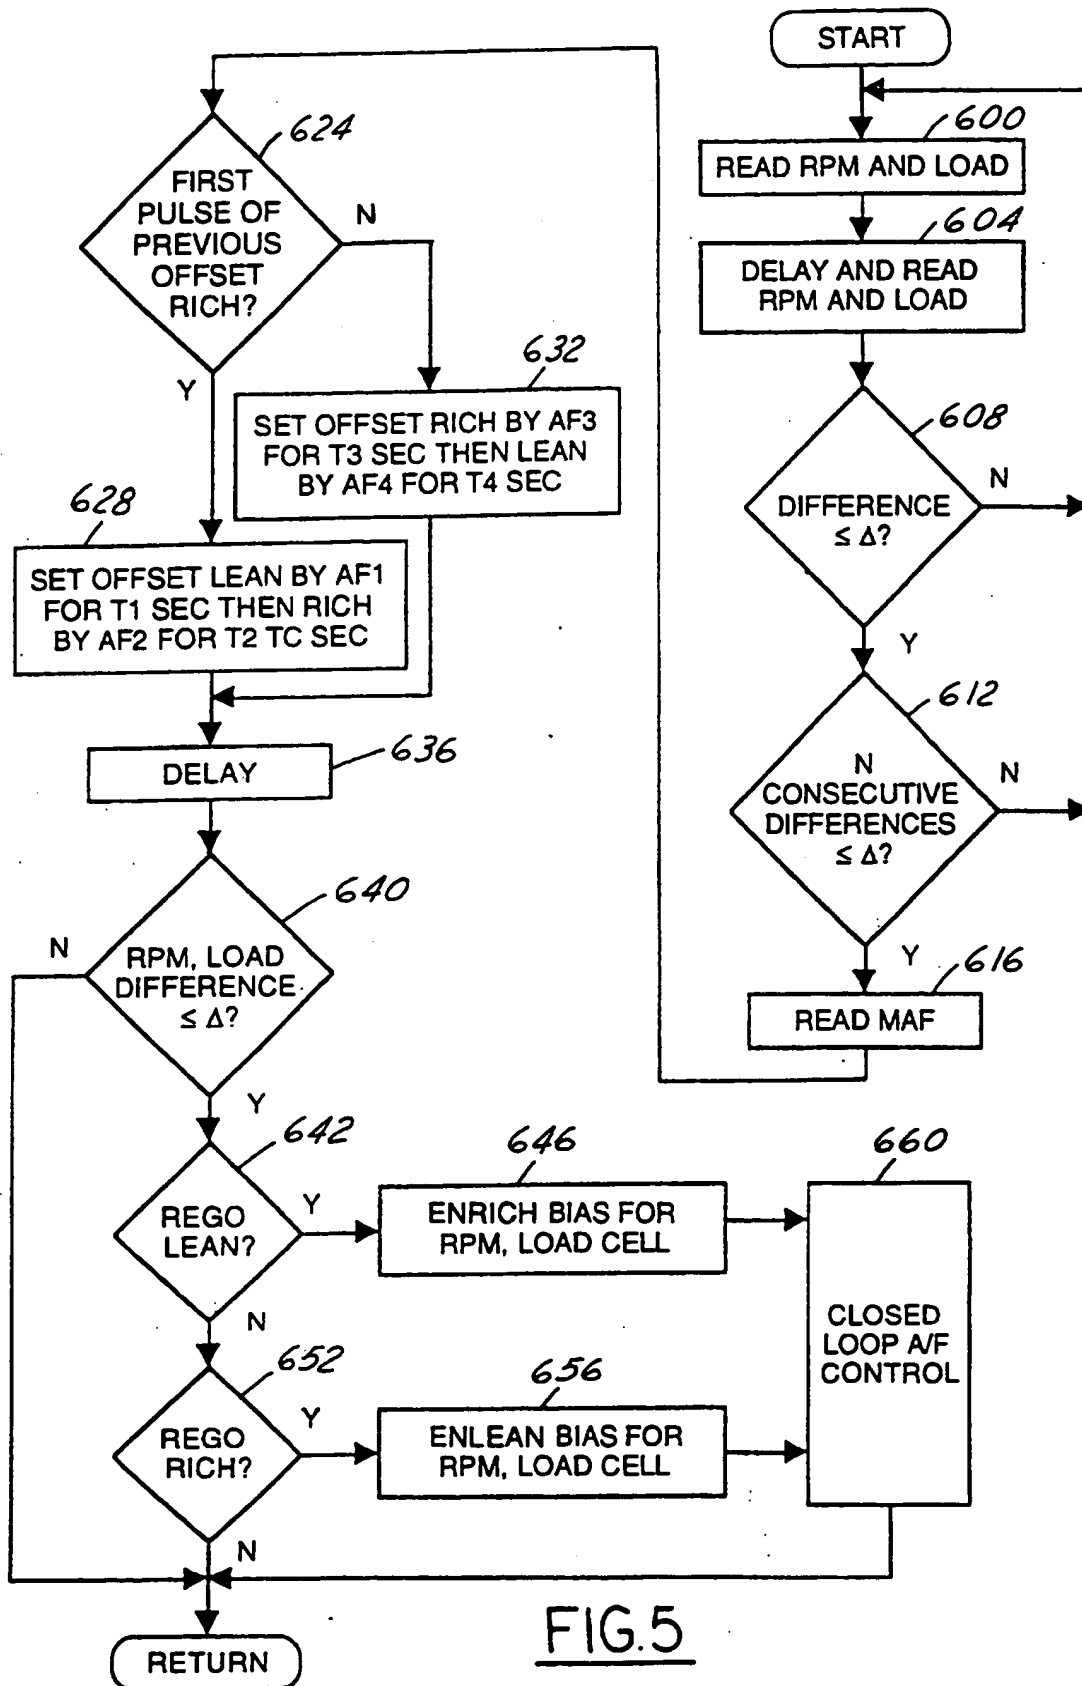 START
600
READ RPM AND LOAD
604
DELAY AND READ
RPM AND LOAD
608
DIFFERENCE
≤ Δ?
N
Y
612
N
CONSECUTIVE
DIFFERENCES
≤ Δ?
N
Y
616
READ MAF
624
FIRST
PULSE OF
PREVIOUS
OFFSET
RICH?
N
Y
632
SET OFFSET RICH BY AF3
FOR T3 SEC THEN LEAN
BY AF4 FOR T4 SEC
628
SET OFFSET LEAN BY AF1
FOR T1 SEC THEN RICH
BY AF2 FOR T2 TC SEC
636
DELAY
640
N
RPM, LOAD
DIFFERENCE
≤ Δ?
Y
642
REGO
LEAN?
Y
N
646
ENRICH BIAS FOR
RPM, LOAD CELL
652
REGO
RICH?
Y
N
656
ENLEAN BIAS FOR
RPM, LOAD CELL
660
CLOSED
LOOP A/F
CONTROL
RETURN
FIG.5